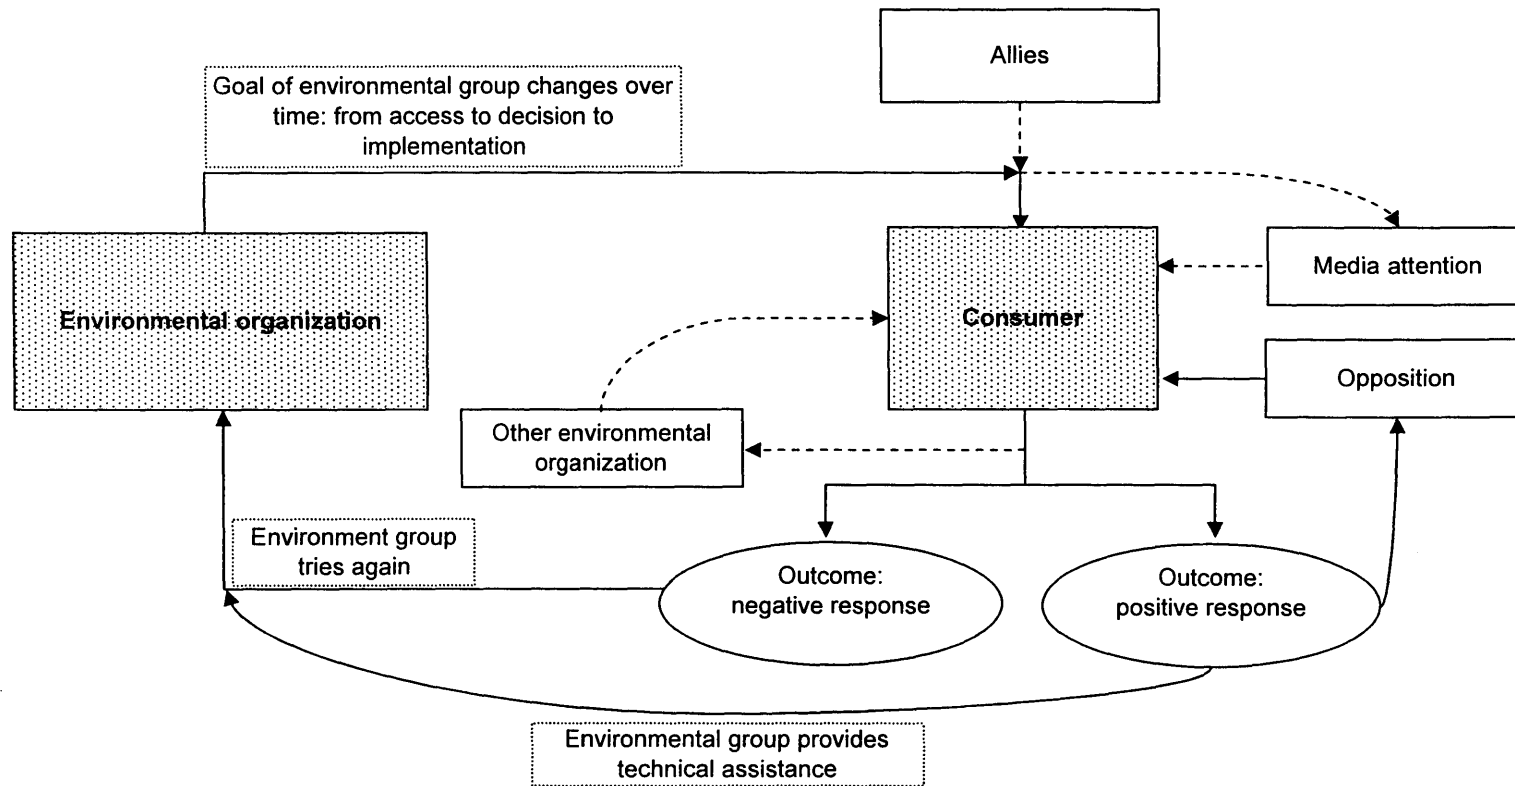 Allies
Goal of environmental group changes over
time: from access to decision to
implementation
Environmental organization
Consumer
Media attention
Opposition
Other environmental
organization
Environment group
tries again
Outcome:
negative response
Outcome:
positive response
Environmental group provides
technical assistance